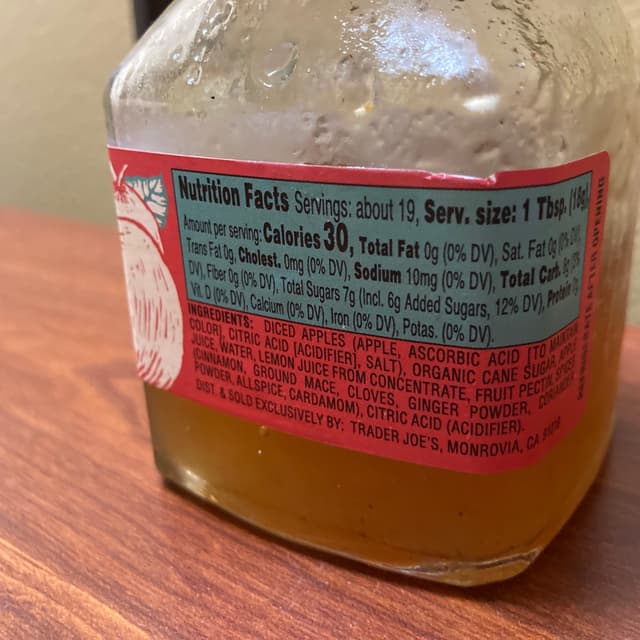 Nutrition Facts Servings: about 19, Serv. size: 1 Tbsp. (18g),
Amount per serving: Calories 30, Total Fat 0g (0% DV), Sat. Fat 0g (0% DV),
Trans Fat 0g, Cholest. 0mg (0% DV), Sodium 10mg (0% DV), Total Carb.
DV), Fiber 0g (0% DV), Total Sugars 7g (Incl. 6g Added Sugars, 12% DV), Protein
Vit. D (0% DV), Calcium (0% DV), Iron (0% DV), Potas. (0% DV).
INGREDIENTS: DICED APPLES (APPLE, ASCORBIC ACID [TO MAINTAIN
COLOR], CITRIC ACID [ACIDIFIER], SALT), ORGANIC CANE SUGAR, APPLE
JUICE, WATER, LEMON JUICE FROM CONCENTRATE, FRUIT PECTIN, SPICES
(CINNAMON, GROUND MACE, CLOVES, GINGER POWDER, CORIANDER
POWDER, ALLSPICE, CARDAMOM), CITRIC ACID (ACIDIFIER).
DIST. & SOLD EXCLUSIVELY BY: TRADER JOE'S, MONROVIA, CA 91016
REFRIGERATE AFTER OPENING